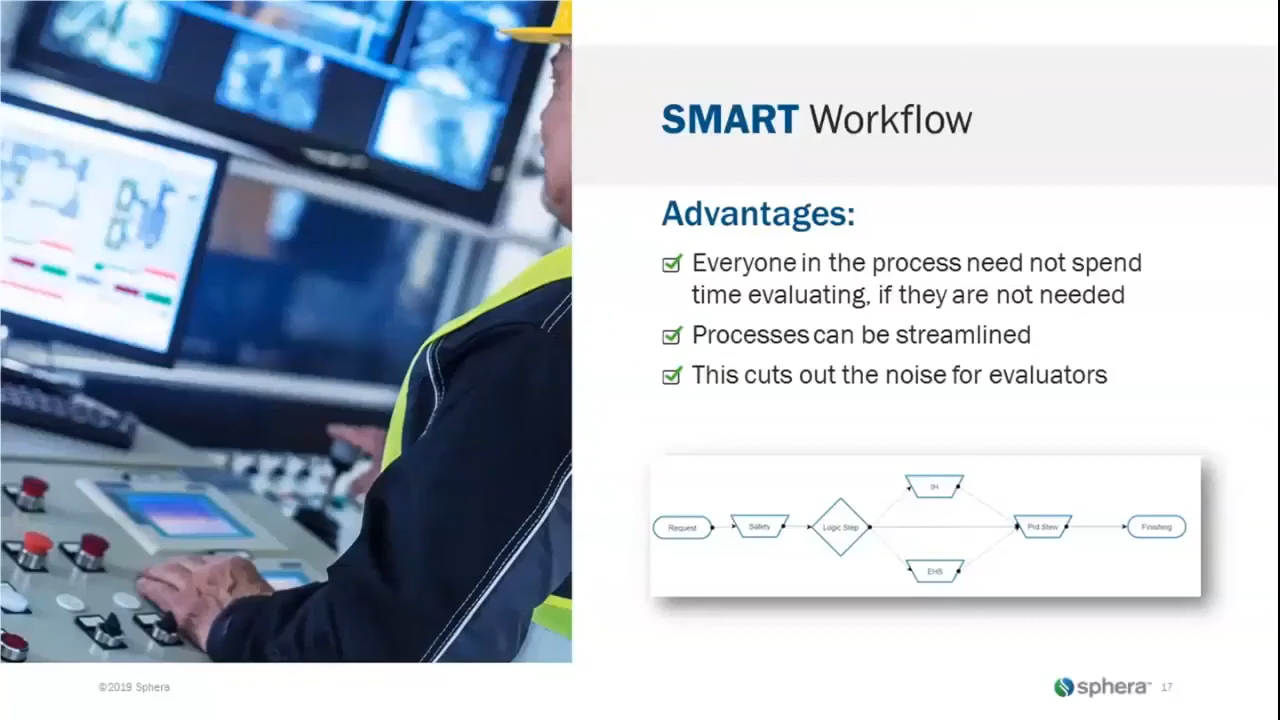 SMART Workflow
Advantages:
Everyone in the process need not spend
time evaluating, if they are not needed
Processes can be streamlined
This cuts out the noise for evaluators
IH
Request
Safety
Logic Step
Prd Stew
Finishing
EHS
©2019 Sphera
sphera™ 17